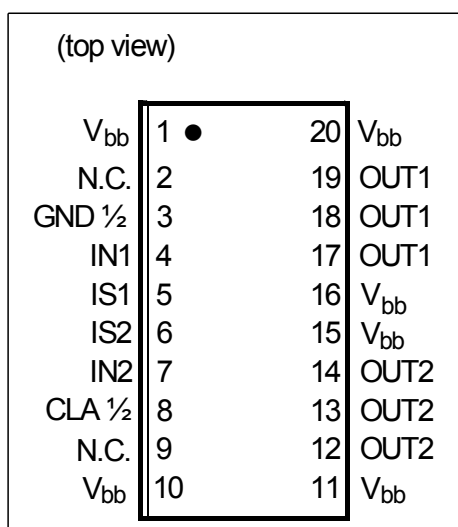 (top view)
Vbb 1 ● 20 Vbb
N.C. 2 19 OUT1
GND ½ 3 18 OUT1
IN1 4 17 OUT1
IS1 5 16 Vbb
IS2 6 15 Vbb
IN2 7 14 OUT2
CLA ½ 8 13 OUT2
N.C. 9 12 OUT2
Vbb 10 11 Vbb